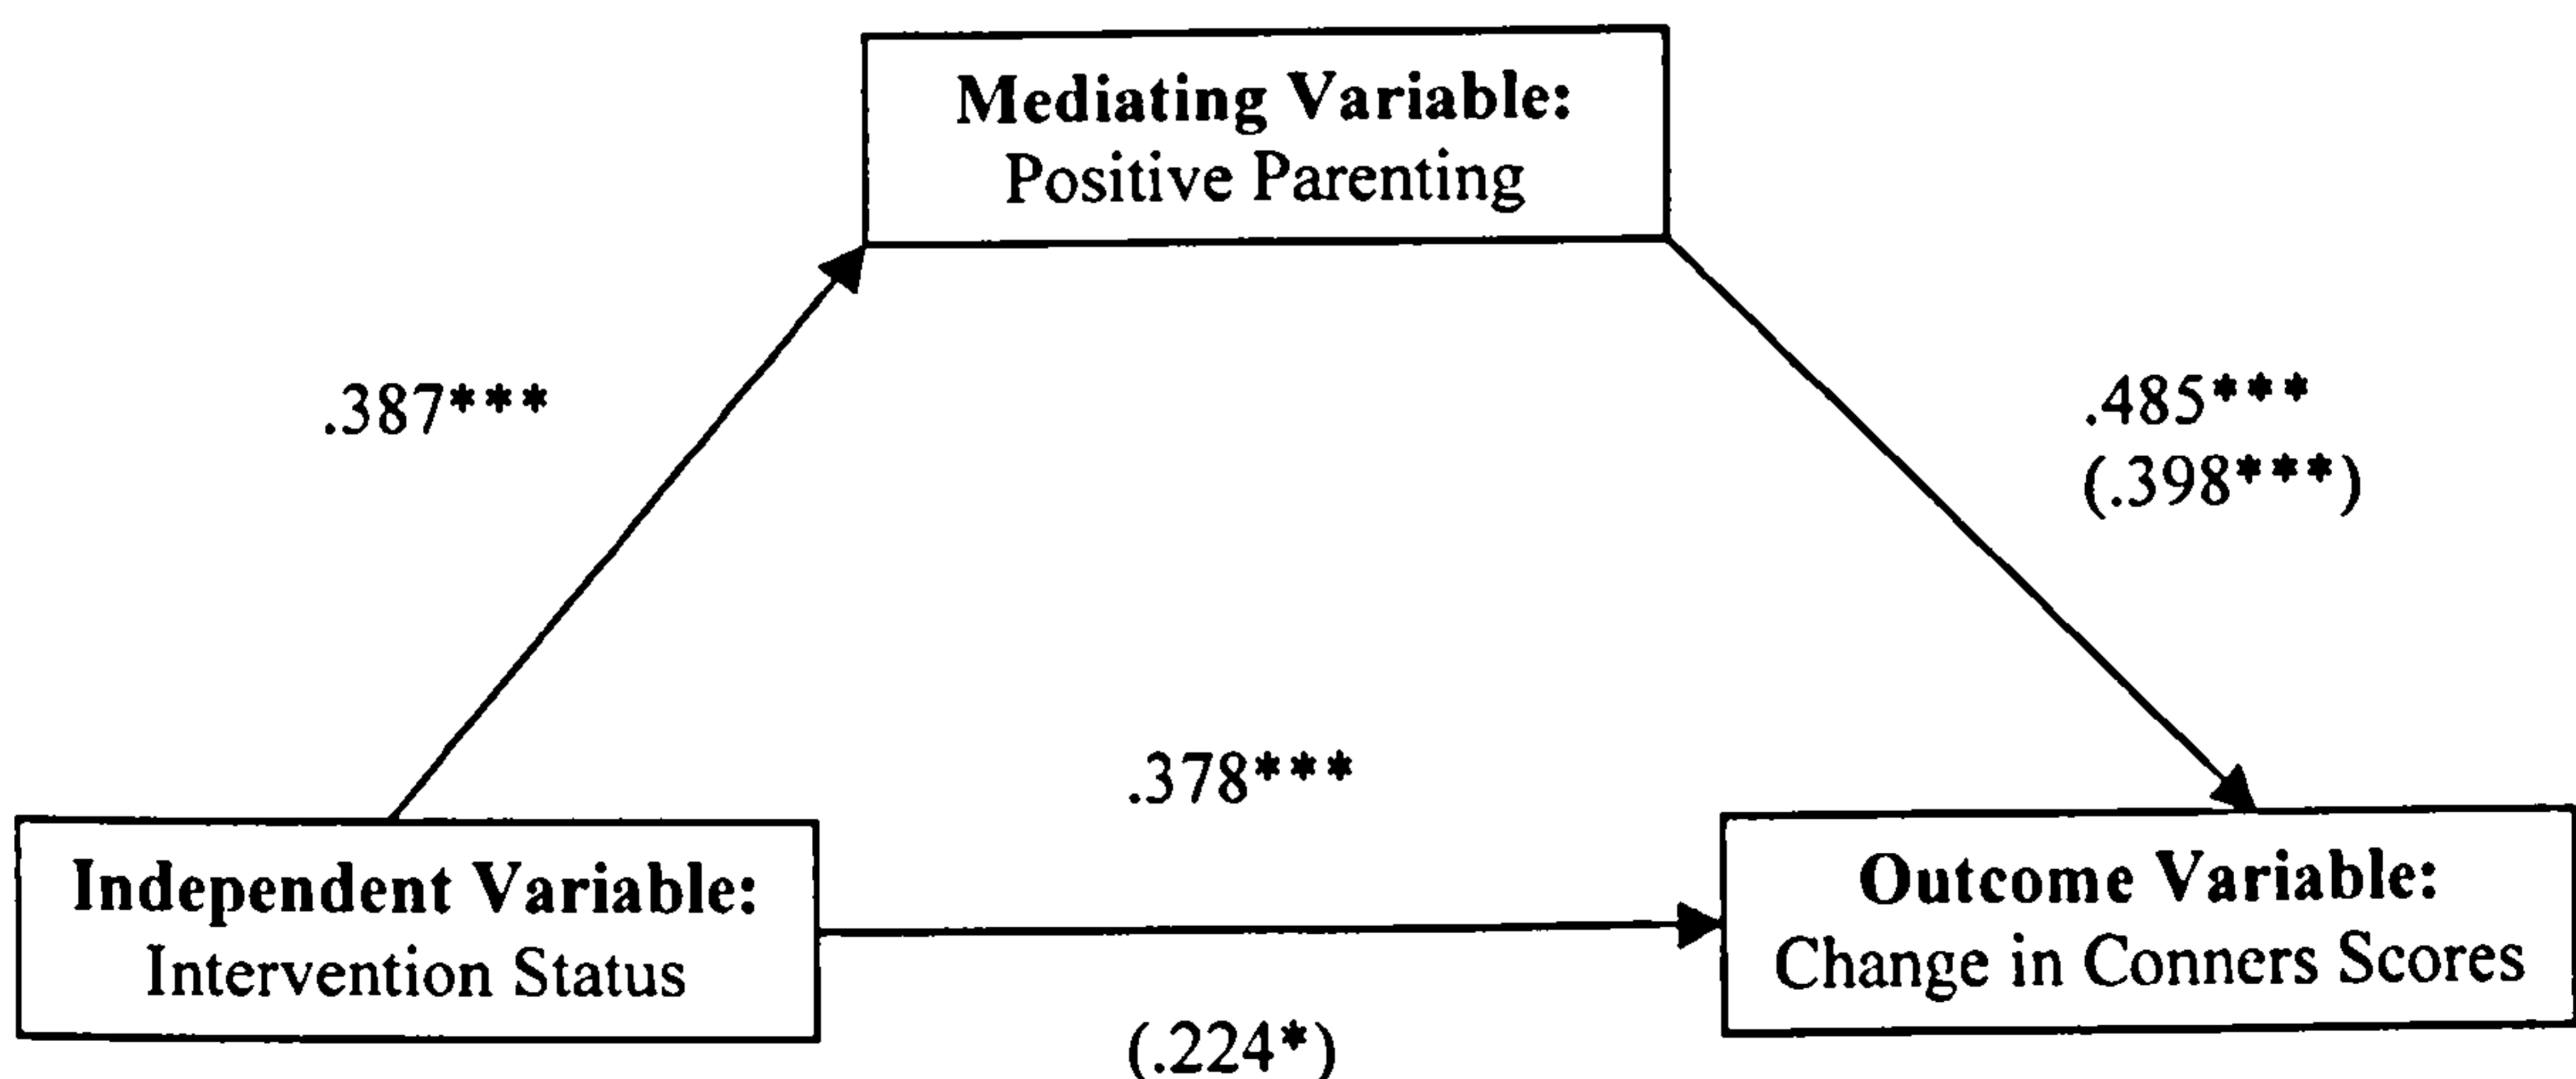 Mediating Variable:
Positive Parenting
.387***
.485***
(.398***)
.378***
Independent Variable:
Intervention Status
Outcome Variable:
Change in Conners Scores
(.224*)